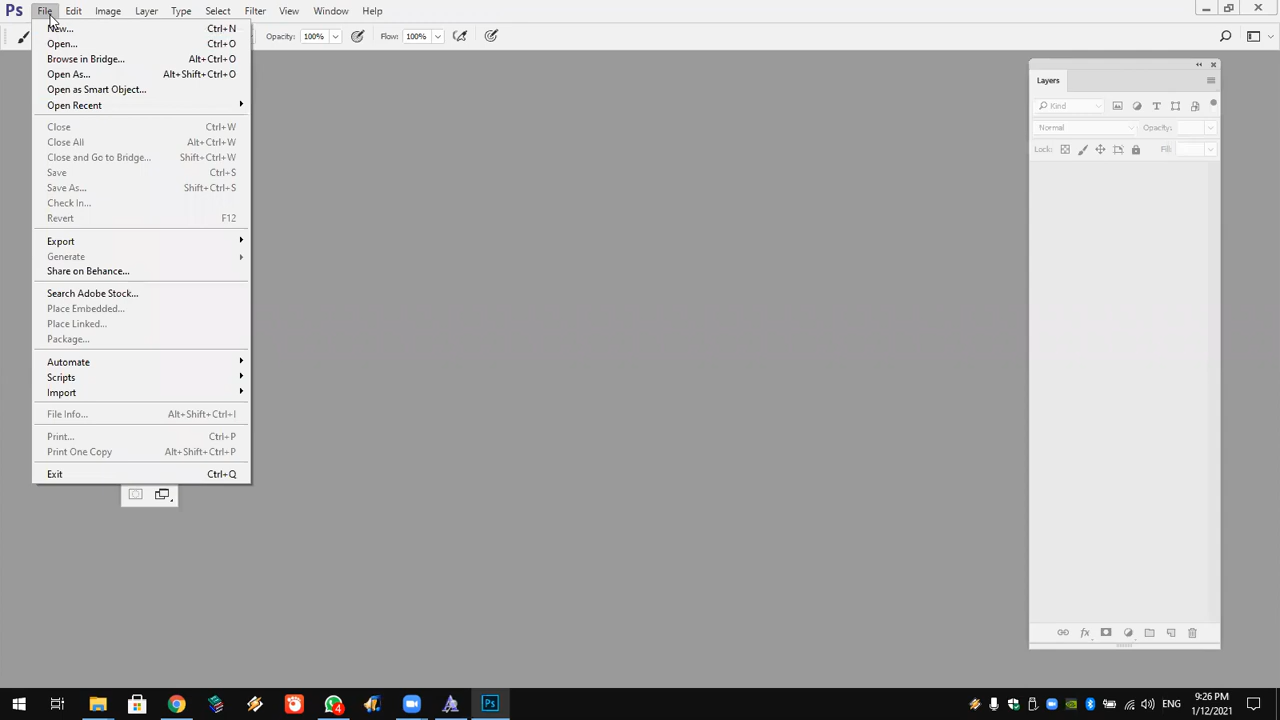 Ps File Edit Image Layer Type Select Filter View Window Help
Opacity: 100% Flow: 100%
New... Ctrl+N
Open... Ctrl+O
Browse in Bridge... Alt+Ctrl+O
Open As... Alt+Shift+Ctrl+O
Open as Smart Object...
Open Recent
Close Ctrl+W
Close All Alt+Ctrl+W
Close and Go to Bridge... Shift+Ctrl+W
Save Ctrl+S
Save As... Shift+Ctrl+S
Check In...
Revert F12
Export
Generate
Share on Behance...
Search Adobe Stock...
Place Embedded...
Place Linked...
Package...
Automate
Scripts
Import
File Info... Alt+Shift+Ctrl+I
Print... Ctrl+P
Print One Copy Alt+Shift+Ctrl+P
Exit Ctrl+Q
Layers
Kind
Normal Opacity:
Lock: Fill:
4
Ps
ENG
9:26 PM
1/12/2021